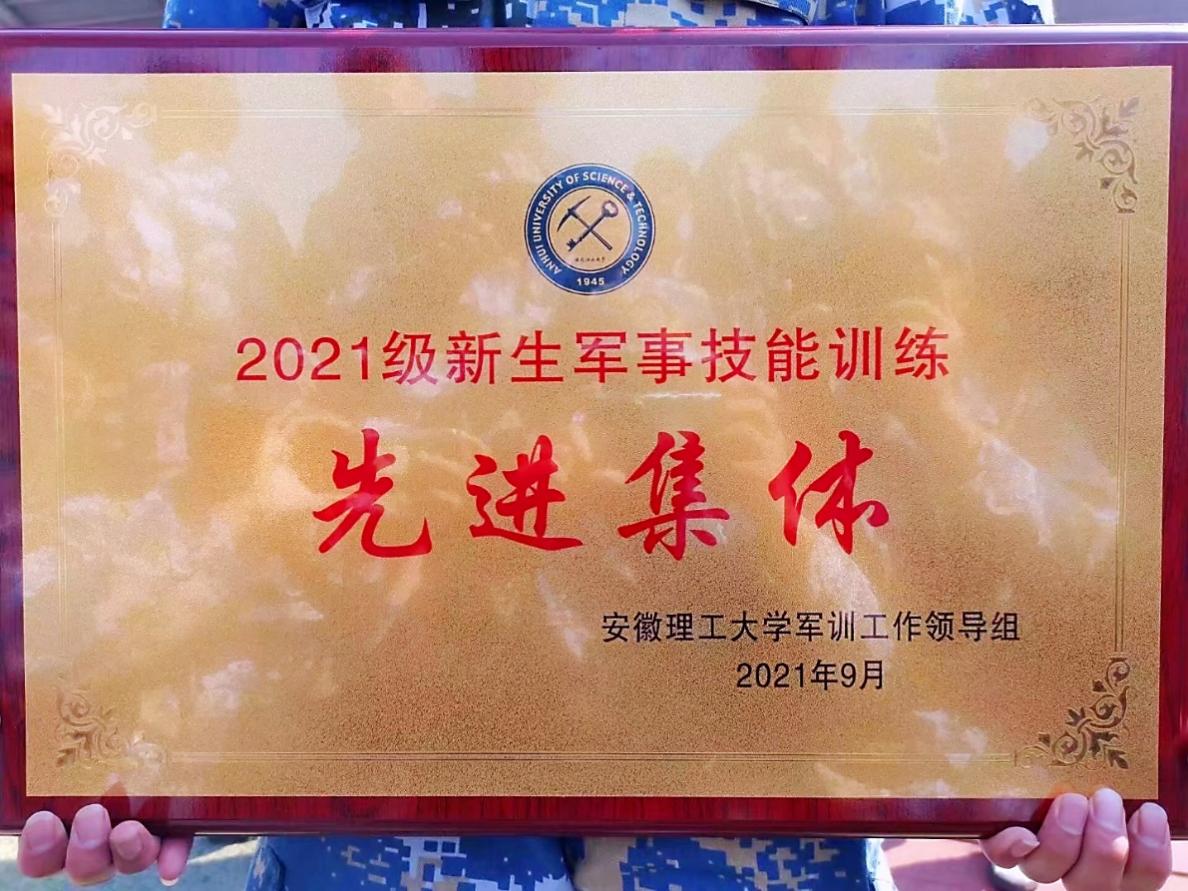 ANHUI UNIVERSITY OF SCIENCE & TECHNOLOGY
1945
2021级新生军事技能训练
先进集体
安徽理工大学军训工作领导组
2021年9月